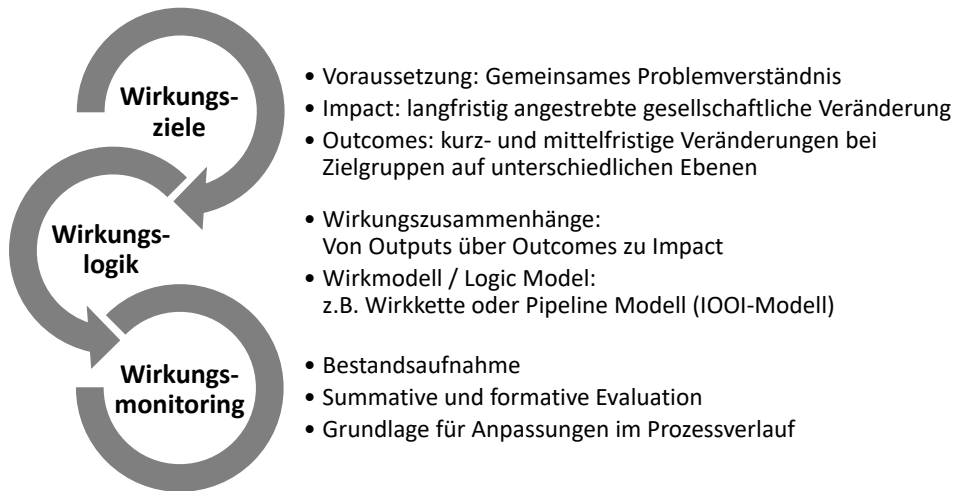 Wirkungs-
ziele
• Voraussetzung: Gemeinsames Problemverständnis
• Impact: langfristig angestrebte gesellschaftliche Veränderung
• Outcomes: kurz- und mittelfristige Veränderungen bei
Zielgruppen auf unterschiedlichen Ebenen
Wirkungs-
logik
• Wirkungszusammenhänge:
Von Outputs über Outcomes zu Impact
• Wirkmodell / Logic Model:
z.B. Wirkkette oder Pipeline Modell (IOOI-Modell)
Wirkungs-
monitoring
• Bestandsaufnahme
• Summative und formative Evaluation
• Grundlage für Anpassungen im Prozessverlauf